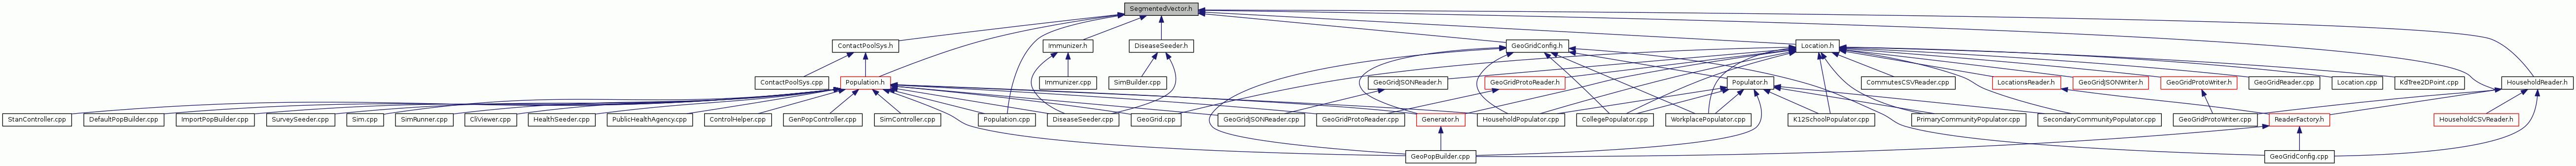 SegmentedVector.h
ContactPoolSys.h
Immunizer.h
DiseaseSeeder.h
GeoGridConfig.h
Location.h
ContactPoolSys.cpp
Population.h
Immunizer.cpp
SimBuilder.cpp
GeoGridJSONReader.h
GeoGridProtoReader.h
Populator.h
CommutesCSVReader.cpp
LocationsReader.h
GeoGridJSONWriter.h
GeoGridProtoWriter.h
GeoGridReader.cpp
Location.cpp
KdTree2DPoint.cpp
HouseholdReader.h
StanController.cpp
DefaultPopBuilder.cpp
ImportPopBuilder.cpp
SurveySeeder.cpp
Sim.cpp
SimRunner.cpp
CliViewer.cpp
HealthSeeder.cpp
PublicHealthAgency.cpp
ControlHelper.cpp
GenPopController.cpp
SimController.cpp
Population.cpp
DiseaseSeeder.cpp
GeoGrid.cpp
GeoGridJSONReader.cpp
GeoGridProtoReader.cpp
Generator.h
HouseholdPopulator.cpp
CollegePopulator.cpp
WorkplacePopulator.cpp
K12SchoolPopulator.cpp
PrimaryCommunityPopulator.cpp
SecondaryCommunityPopulator.cpp
GeoGridProtoWriter.cpp
ReaderFactory.h
HouseholdCSVReader.h
GeoPopBuilder.cpp
GeoGridConfig.cpp